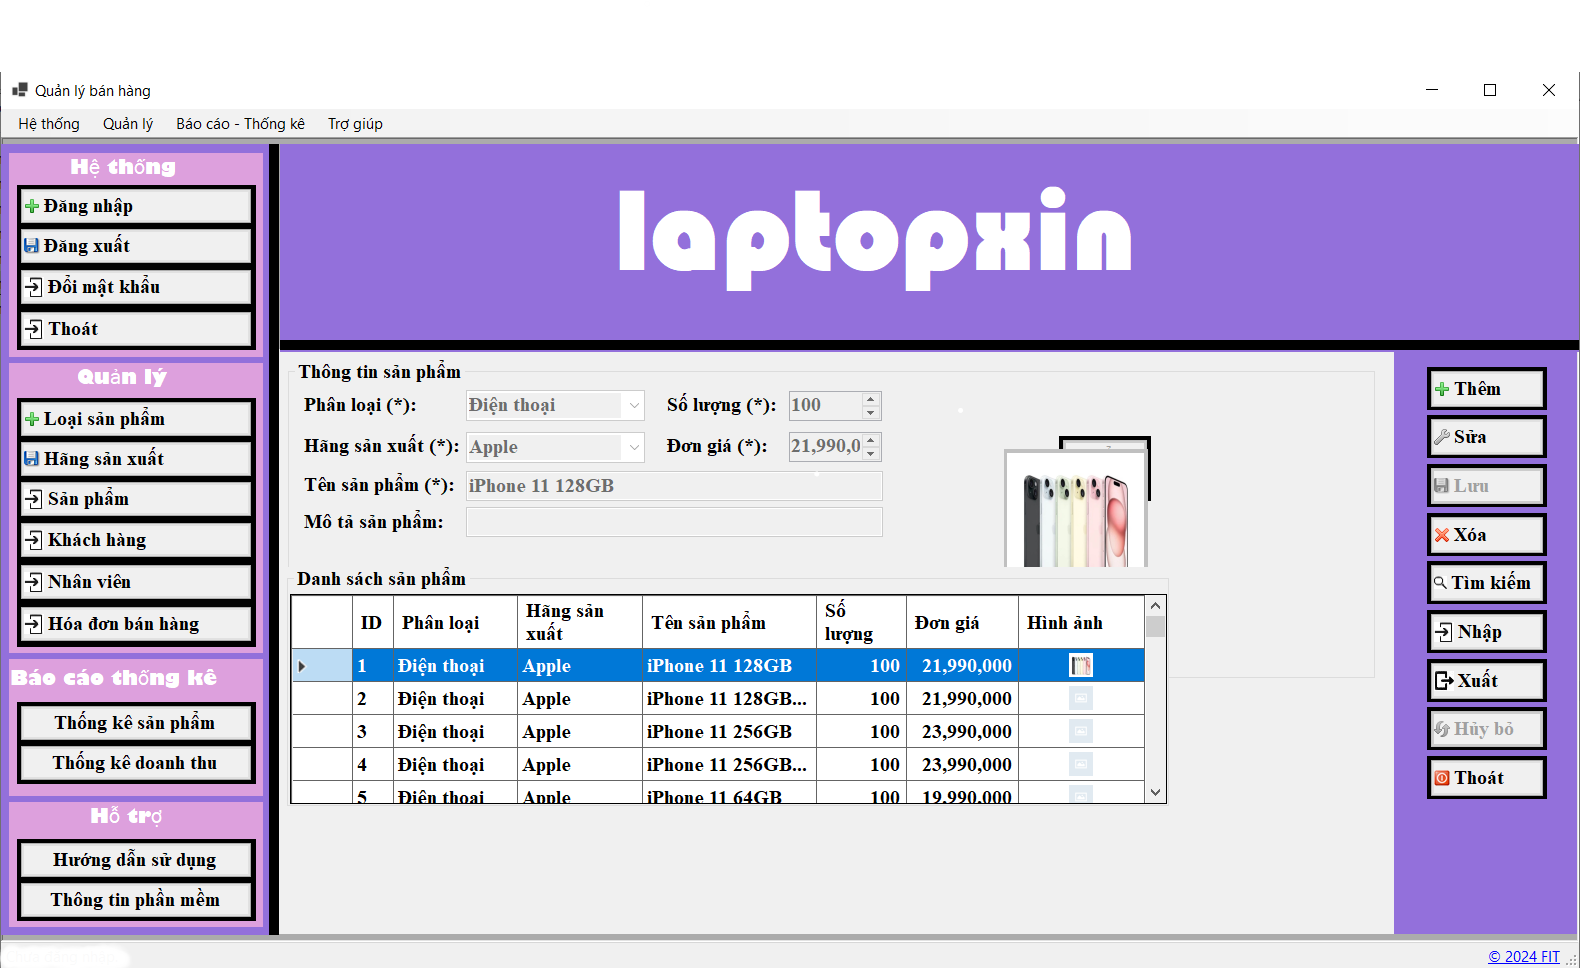 Quản lý bán hàng
Hệ thống Quản lý Báo cáo - Thống kê Trợ giúp
Hệ thống
Đăng nhập
Đăng xuất
Đổi mật khẩu
Thoát
Quản lý
Loại sản phẩm
Hãng sản xuất
Sản phẩm
Khách hàng
Nhân viên
Hóa đơn bán hàng
Báo cáo thống kê
Thống kê sản phẩm
Thống kê doanh thu
Hỗ trợ
Hướng dẫn sử dụng
Thông tin phần mềm
laptopxin
Thông tin sản phẩm
Phân loại (*): Điện thoại Số lượng (*): 100
Hãng sản xuất (*): Apple Đơn giá (*): 21,990,0
Tên sản phẩm (*): iPhone 11 128GB
Mô tả sản phẩm:
Danh sách sản phẩm
ID Phân loại Hãng sản xuất Tên sản phẩm Số lượng Đơn giá Hình ảnh
1 Điện thoại Apple iPhone 11 128GB 100 21,990,000
2 Điện thoại Apple iPhone 11 128GB... 100 21,990,000
3 Điện thoại Apple iPhone 11 256GB 100 23,990,000
4 Điện thoại Apple iPhone 11 256GB... 100 23,990,000
5 Điện thoại Apple iPhone 11 64GB 100 19,990,000
Thêm
Sửa
Lưu
Xóa
Tìm kiếm
Nhập
Xuất
Hủy bỏ
Thoát
© 2024 FIT